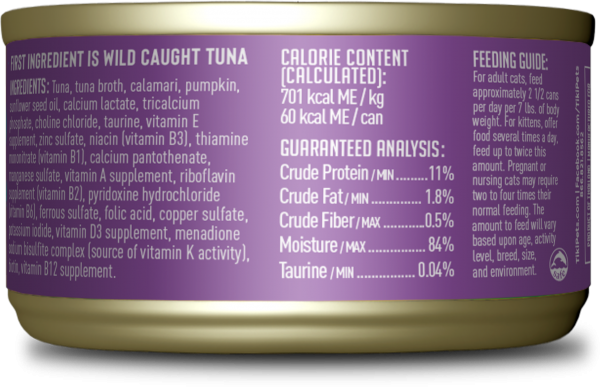 FIRST INGREDIENT IS WILD CAUGHT TUNA
INGREDIENTS: Tuna, tuna broth, calamari, pumpkin,
sunflower seed oil, calcium lactate, tricalcium
phosphate, choline chloride, taurine, vitamin E
supplement, zinc sulfate, niacin (vitamin B3), thiamine
mononitrate (vitamin B1), calcium pantothenate,
manganese sulfate, vitamin A supplement, riboflavin
supplement (vitamin B2), pyridoxine hydrochloride
(vitamin B6), ferrous sulfate, folic acid, copper sulfate,
potassium iodide, vitamin D3 supplement, menadione
sodium bisulfite complex (source of vitamin K activity),
biotin, vitamin B12 supplement.
CALORIE CONTENT
(CALCULATED):
701 kcal ME / kg
60 kcal ME / can
GUARANTEED ANALYSIS:
Crude Protein / MIN ........11%
Crude Fat / MIN ............. 1.8%
Crude Fiber / MAX .........0.5%
Moisture / MAX ............. 84%
Taurine / MIN ............... 0.04%
FEEDING GUIDE:
For adult cats, feed
approximately 2 1/2 cans
per day per 7 lbs. of body
weight. For kittens, offer
food several times a day,
feed up to twice this
amount. Pregnant or
nursing cats may require
two to four times their
normal feeding. The
amount to feed will vary
based upon age, activity
level, breed, size,
and environment.
TikiPets.com | Facebook.com/TikiPets